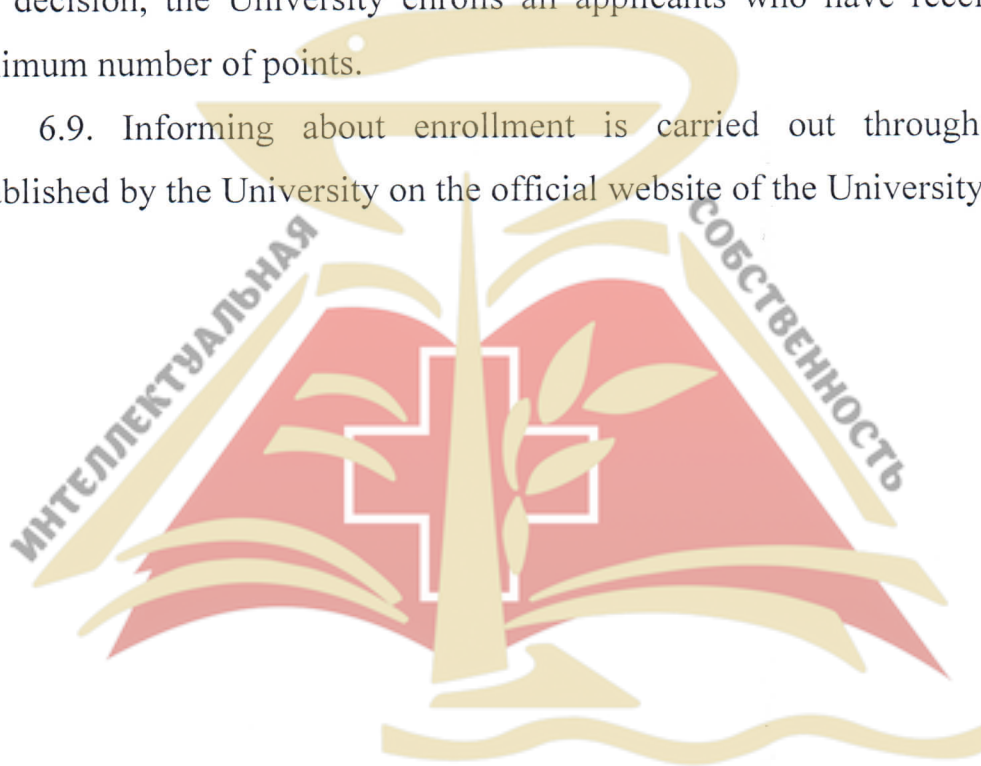 decision, the University enrolls all applicants who have
imum number of points.
6.9. Informing about enrollment is carried out through
blished by the University on the official website of the University
ИНТЕЛЛЕКТУАЛЬНАЯ
СОБСТВЕННОСТЬ